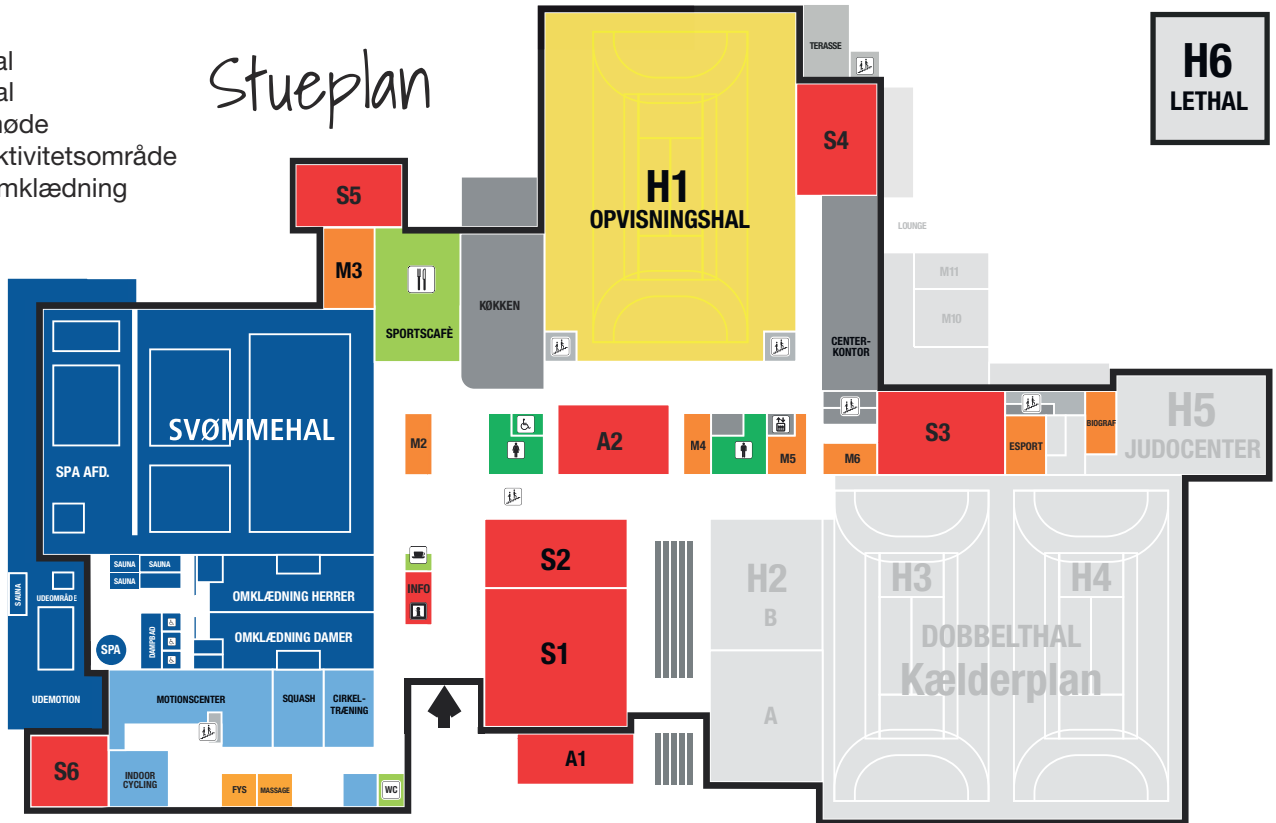 al
al
nøde
ktivitetsområde
mklædning
Stueplan
TERASSE
H6
LETHAL
S4
S5
H1
OPVISNINGSHAL
LOUNGE
M3
M11
KØKKEN
M10
SPORTSCAFÈ
CENTER-
KONTOR
SVØMMEHAL
SPA AFD.
M2
A2
M4
M5
M6
S3
ESPORT
BIOGRAF
H5
JUDOCENTER
S2
SAUNA
SAUNA
SAUNA
SAUNA
UDEOMRÅDE
OMKLÆDNING HERRER
INFO
H2
B
H3
H4
DAMPBAD
OMKLÆDNING DAMER
SPA
S1
DOBBELTHAL
Kælderplan
UDEMOTION
MOTIONSCENTER
SQUASH
CIRKEL-
TRÆNING
A
S6
INDOOR
CYCLING
FYS
MASSAGE
WC
A1